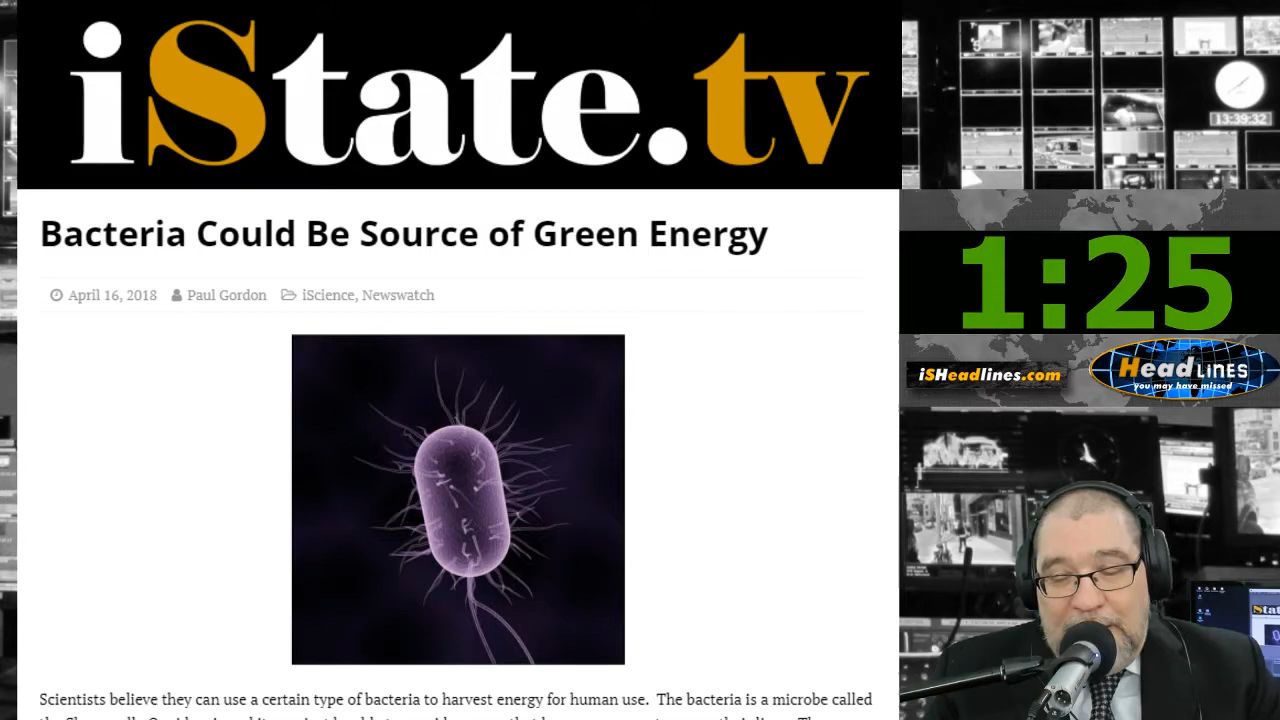 iState.tv
13:39:32
Bacteria Could Be Source of Green Energy
April 16, 2018 Paul Gordon iScience, Newswatch
1:25
iSHeadlines.com
HeadLINES
you may have missed
Scientists believe they can use a certain type of bacteria to harvest energy for human use. The bacteria is a microbe called